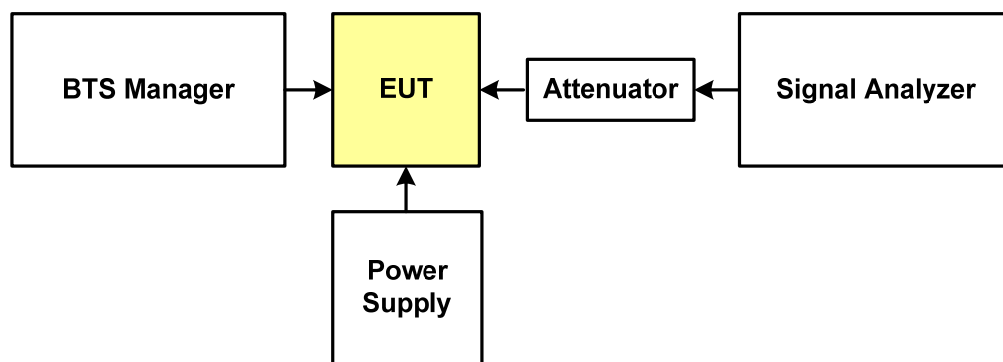 BTS Manager
EUT
Attenuator
Signal Analyzer
Power
Supply